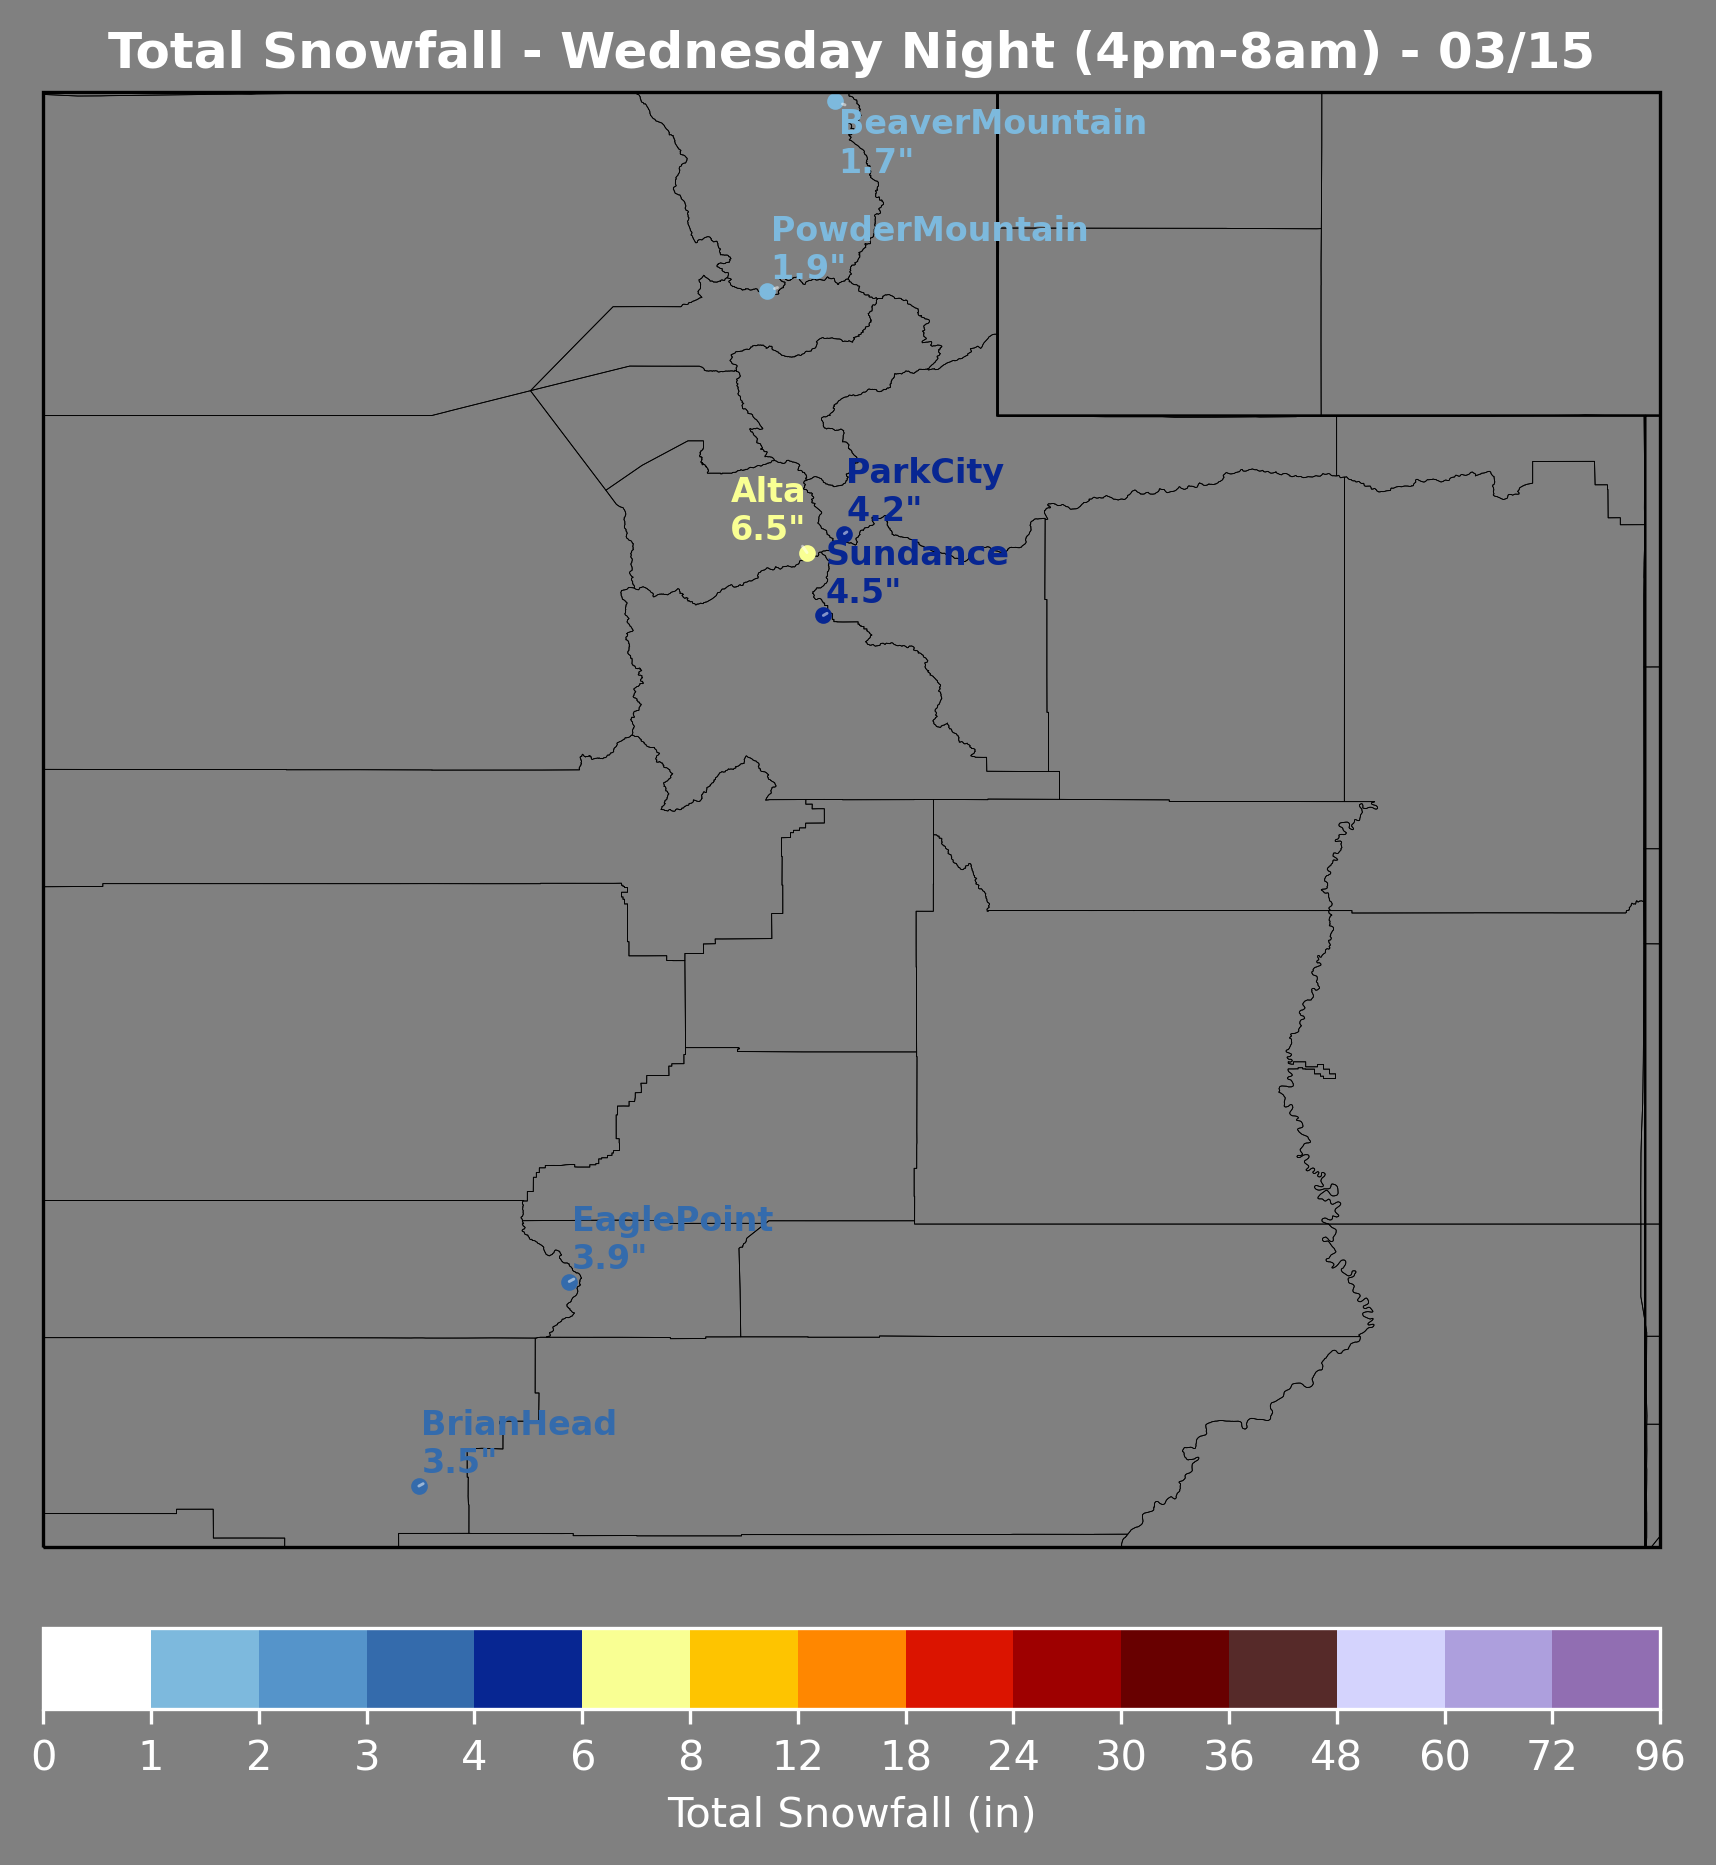 Total Snowfall - Wednesday Night (4pm-8am) - 03/15
BeaverMountain
1.7"
PowderMountain
1.9"
ParkCity
4.2"
Alta
6.5"
Sundance
4.5"
EaglePoint
3.9"
BrianHead
3.5"
0 1 2 3 4 6 8 12 18 24 30 36 48 60 72 96
Total Snowfall (in)